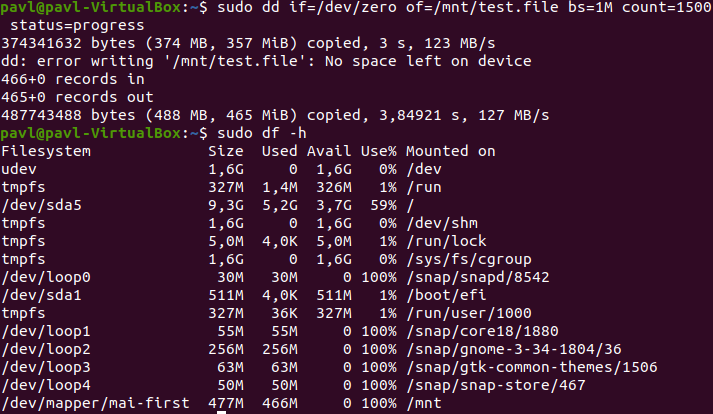 pavl@pavl-VirtualBox:~$ sudo dd if=/dev/zero of=/mnt/test.file bs=1M count=1500
 status=progress
374341632 bytes (374 MB, 357 MiB) copied, 3 s, 123 MB/s
dd: error writing '/mnt/test.file': No space left on device
466+0 records in
465+0 records out
487743488 bytes (488 MB, 465 MiB) copied, 3,84921 s, 127 MB/s
pavl@pavl-VirtualBox:~$ sudo df -h
Filesystem             Size  Used Avail Use% Mounted on
udev                   1,6G     0  1,6G   0% /dev
tmpfs                  327M  1,4M  326M   1% /run
/dev/sda5              9,3G  5,2G  3,7G  59% /
tmpfs                  1,6G     0  1,6G   0% /dev/shm
tmpfs                  5,0M  4,0K  5,0M   1% /run/lock
tmpfs                  1,6G     0  1,6G   0% /sys/fs/cgroup
/dev/loop0              30M   30M     0 100% /snap/snapd/8542
/dev/sda1              511M  4,0K  511M   1% /boot/efi
tmpfs                  327M   36K  327M   1% /run/user/1000
/dev/loop1              55M   55M     0 100% /snap/core18/1880
/dev/loop2             256M  256M     0 100% /snap/gnome-3-34-1804/36
/dev/loop3              63M   63M     0 100% /snap/gtk-common-themes/1506
/dev/loop4              50M   50M     0 100% /snap/snap-store/467
/dev/mapper/mai-first  477M  466M     0 100% /mnt